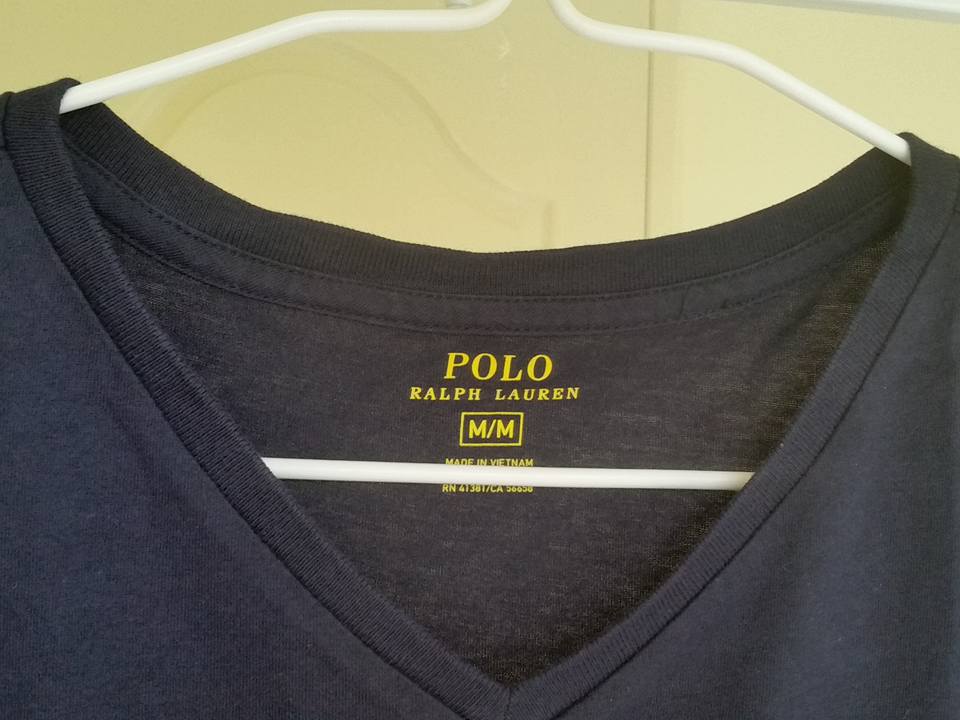 POLO
RALPH LAUREN
M/M
MADE IN VIETNAM
RN 41381/CA 56658